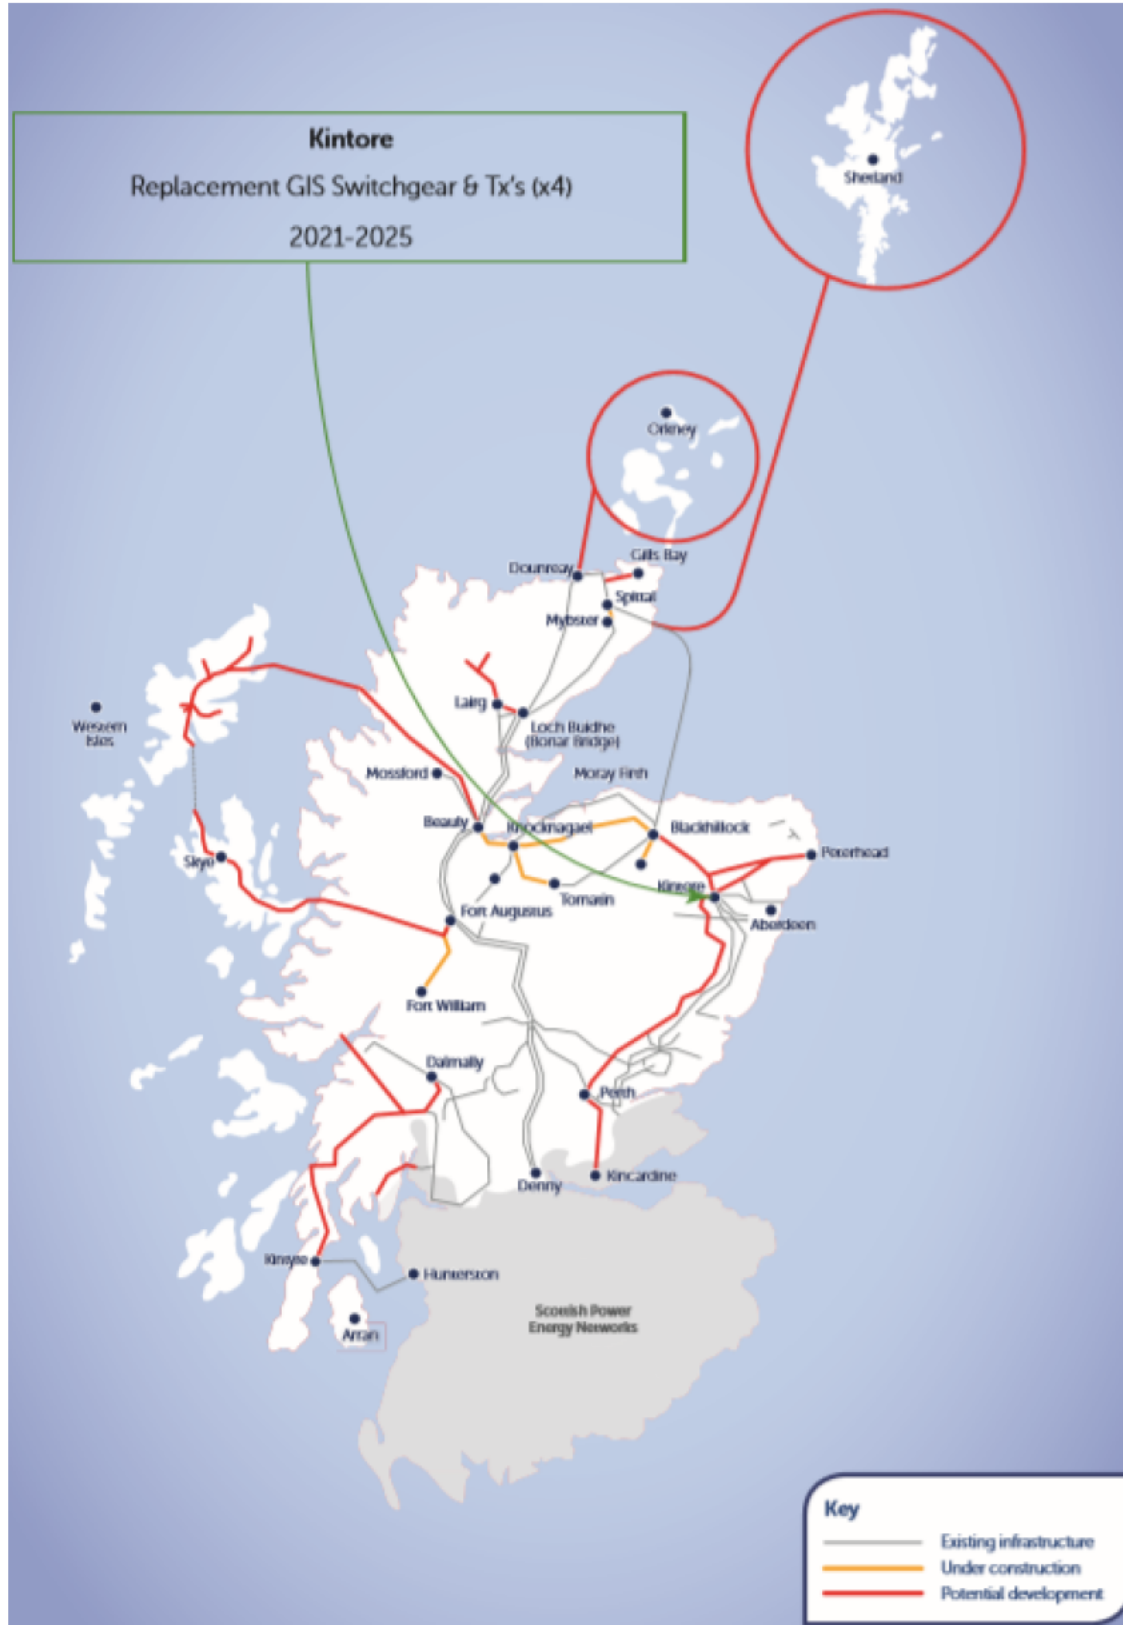 Kintore
Replacement GIS Switchgear & Tx's (x4)
2021-2025
Shetland
Orkney
Gills Bay
Dounreay
Spittal
Mybster
Lairg
Loch Buidhe
(Bonar Bridge)
Western
Isles
Mossford
Moray Firth
Beauly
Knocknagael
Blackhillock
Peterhead
Skye
Kintore
Tomatin
Fort Augustus
Aberdeen
Fort William
Dalmally
Perth
Denny
Kincardine
Kintyre
Hunterston
Scottish Power
Energy Networks
Arran
Key
Existing infrastructure
Under construction
Potential development